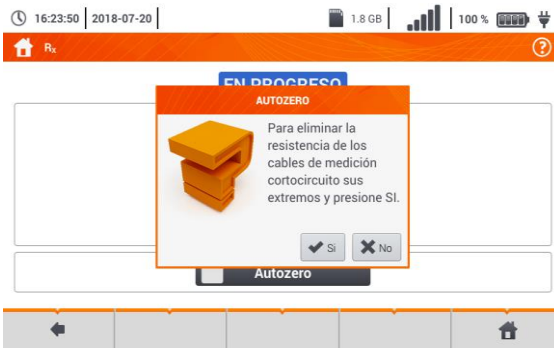 16:23:50 2018-07-20 1.8 GB 100 %
Rx
EN PROGRESO
AUTOZERO
Para eliminar la
resistencia de los
cables de medición
cortocircuito sus
extremos y presione SI.
Si No
Autozero